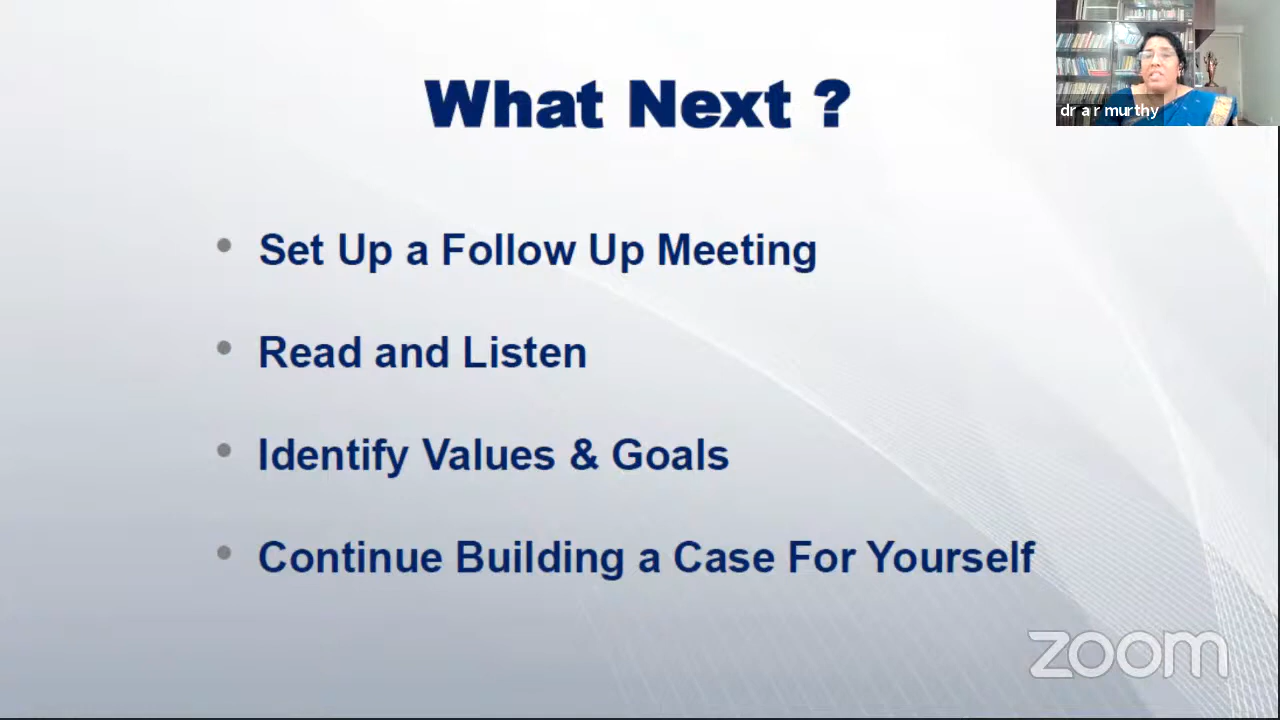 What Next ?
dr a r murthy
Set Up a Follow Up Meeting
Read and Listen
Identify Values & Goals
Continue Building a Case For Yourself
zoom